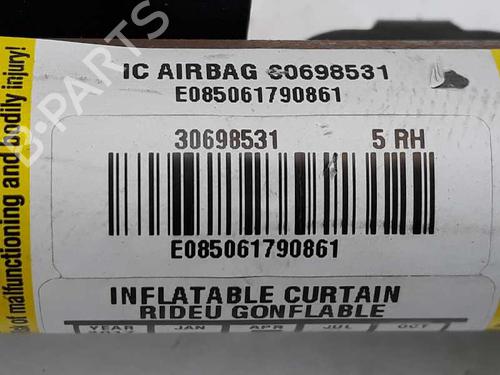 IC AIRBAG 30698531
E085061790861
30698531 5 RH
E085061790861
INFLATABLE CURTAIN
RIDEU GONFLABLE
YEAR JAN APR JUL OCT
of malfunctioning and bodily injury!
B-PARTS